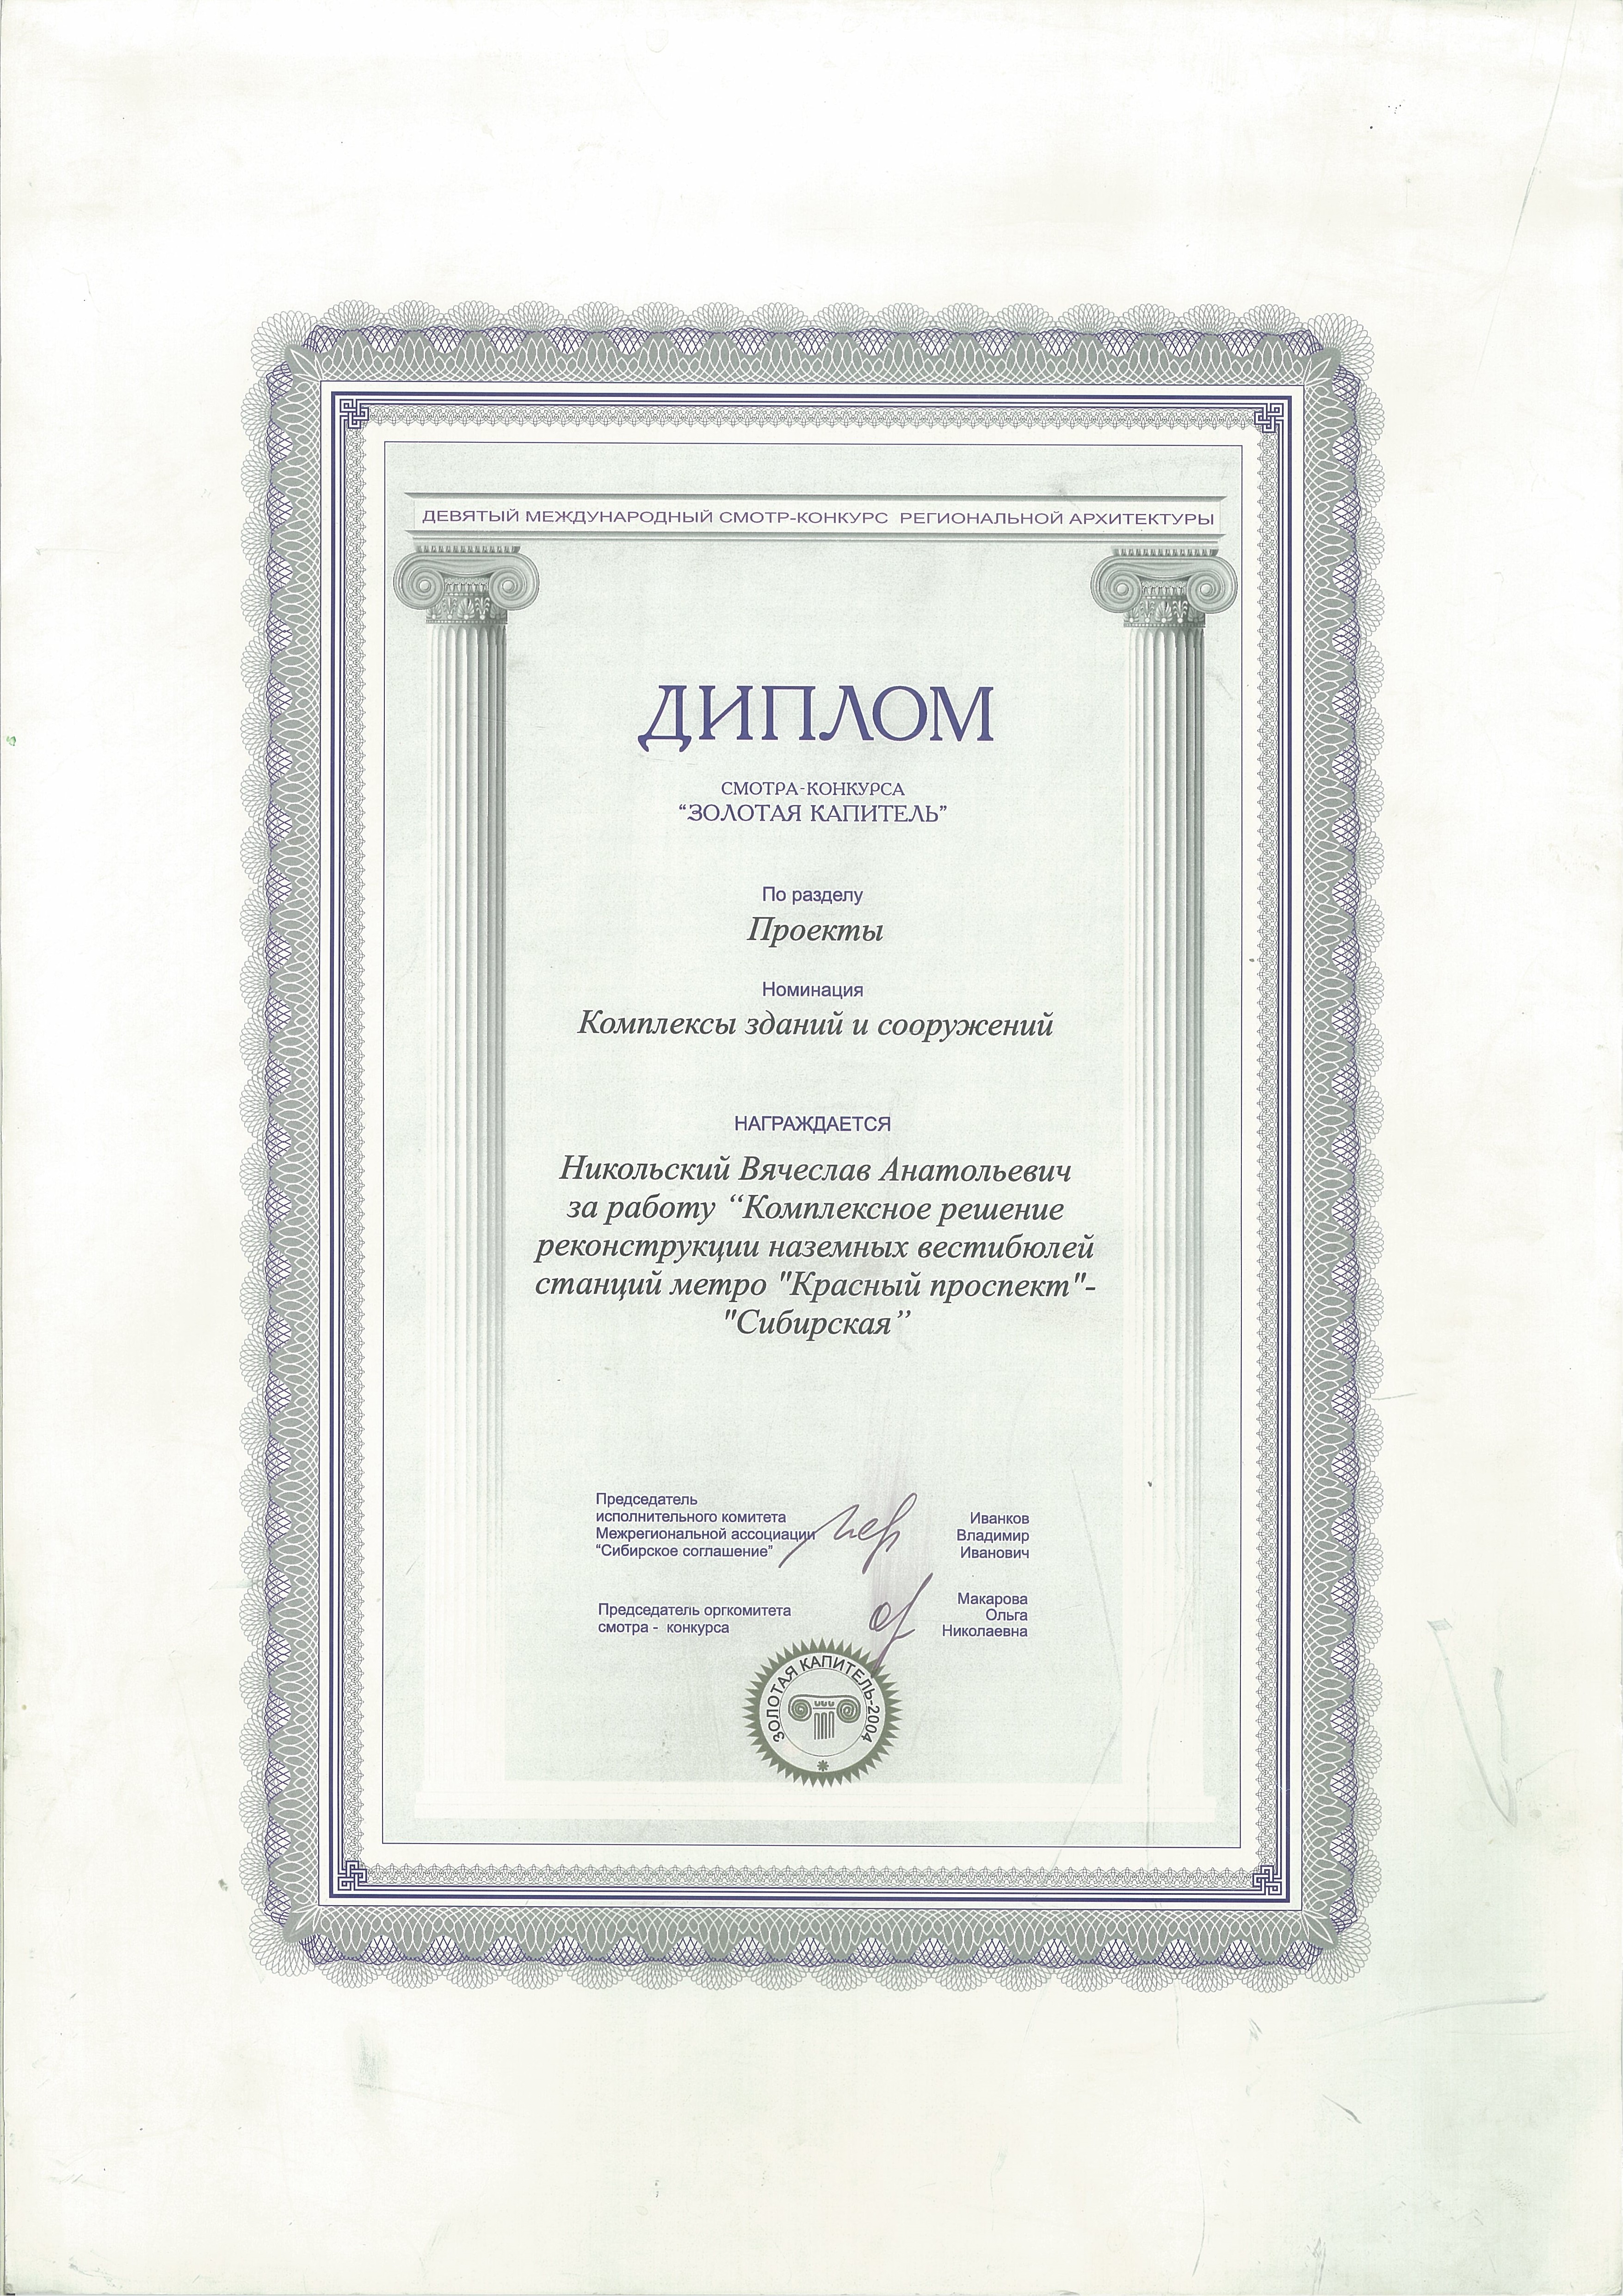 ДЕВЯТЫЙ МЕЖДУНАРОДНЫЙ СМОТР-КОНКУРС РЕГИОНАЛЬНОЙ АРХИТЕКТУРЫ
ДИПЛОМ
СМОТРА-КОНКУРСА
“ЗОЛОТАЯ КАПИТЕЛЬ”
По разделу
Проекты
Номинация
Комплексы зданий и сооружений
НАГРАЖДАЕТСЯ
Никольский Вячеслав Анатольевич
за работу “Комплексное решение
реконструкции наземных вестибюлей
станций метро "Красный проспект"-
"Сибирская”
Председатель
исполнительного комитета
Межрегиональной ассоциации
“Сибирское соглашение”
Иванков
Владимир
Иванович
Председатель оргкомитета
смотра - конкурса
Макарова
Ольга
Николаевна
ЗОЛОТАЯ КАПИТЕЛЬ-2004